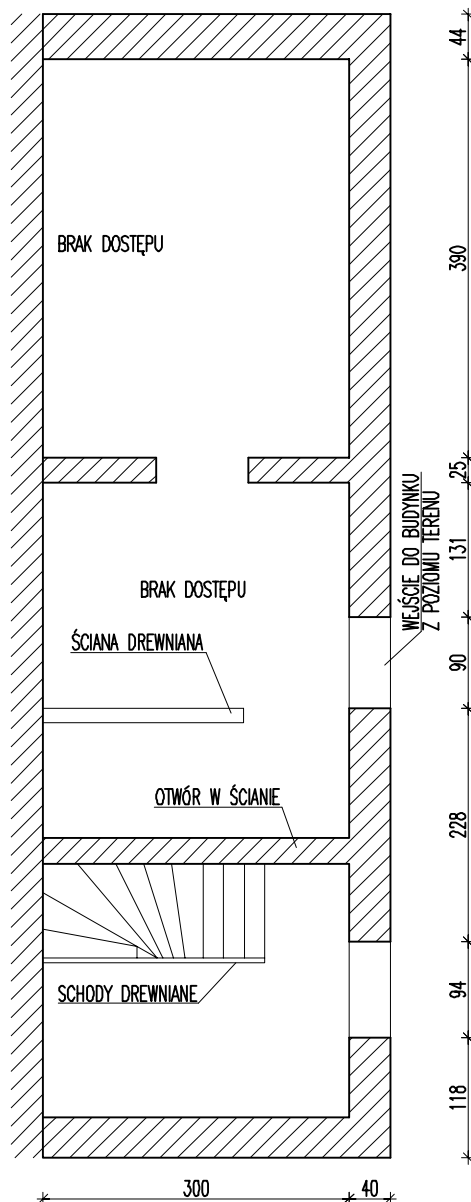 44
BRAK DOSTĘPU
390
25
WEJŚCIE DO BUDYNKU
Z POZIOMU TERENU
131
BRAK DOSTĘPU
ŚCIANA DREWNIANA
90
OTWÓR W ŚCIANIE
228
SCHODY DREWNIANE
94
118
300
40